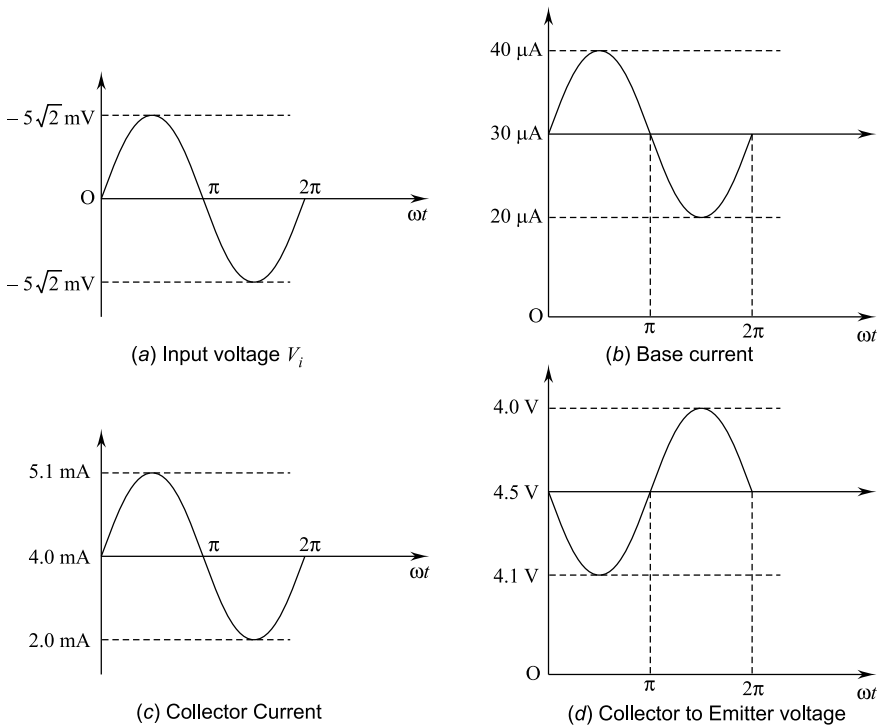 − 5√2 mV
O
π
2π
ωt
− 5√2 mV
(a) Input voltage Vi
40 µA
30 µA
20 µA
O
π
2π
ωt
(b) Base current
5.1 mA
4.0 mA
π
2π
ωt
2.0 mA
(c) Collector Current
4.0 V
4.5 V
4.1 V
O
π
2π
ωt
(d) Collector to Emitter voltage